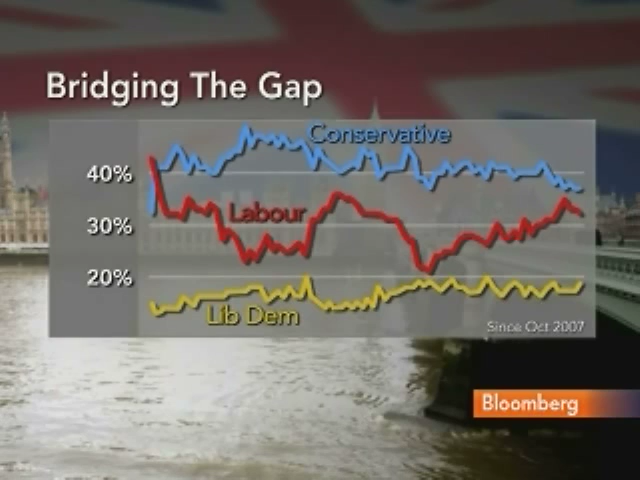 Bridging The Gap
Conservative
40%
Labour
30%
20%
Lib Dem
Since Oct 2007
Bloomberg